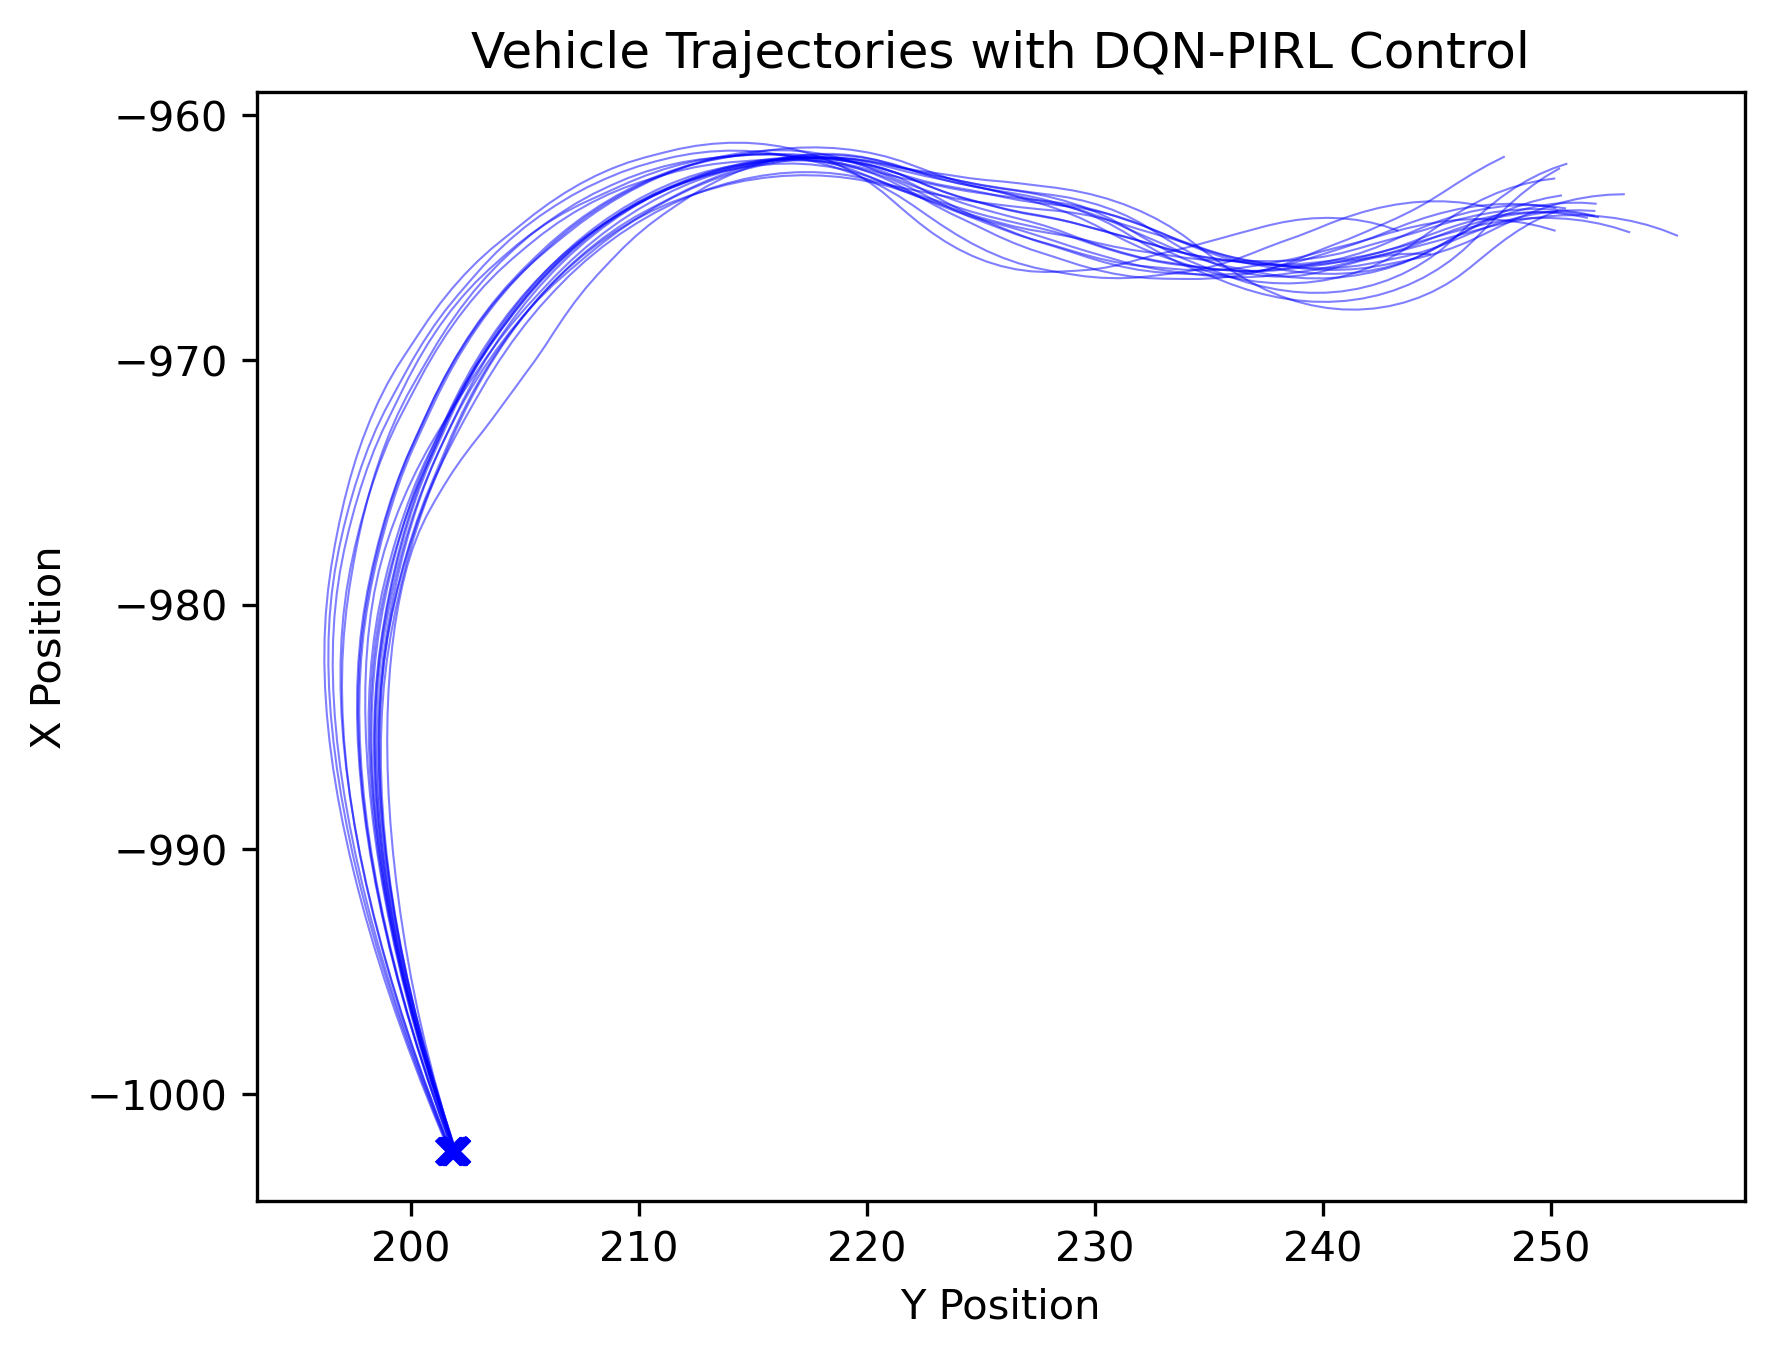 Vehicle Trajectories with DQN-PIRL Control
−960
−970
−980
−990
−1000
X Position
200 210 220 230 240 250
Y Position